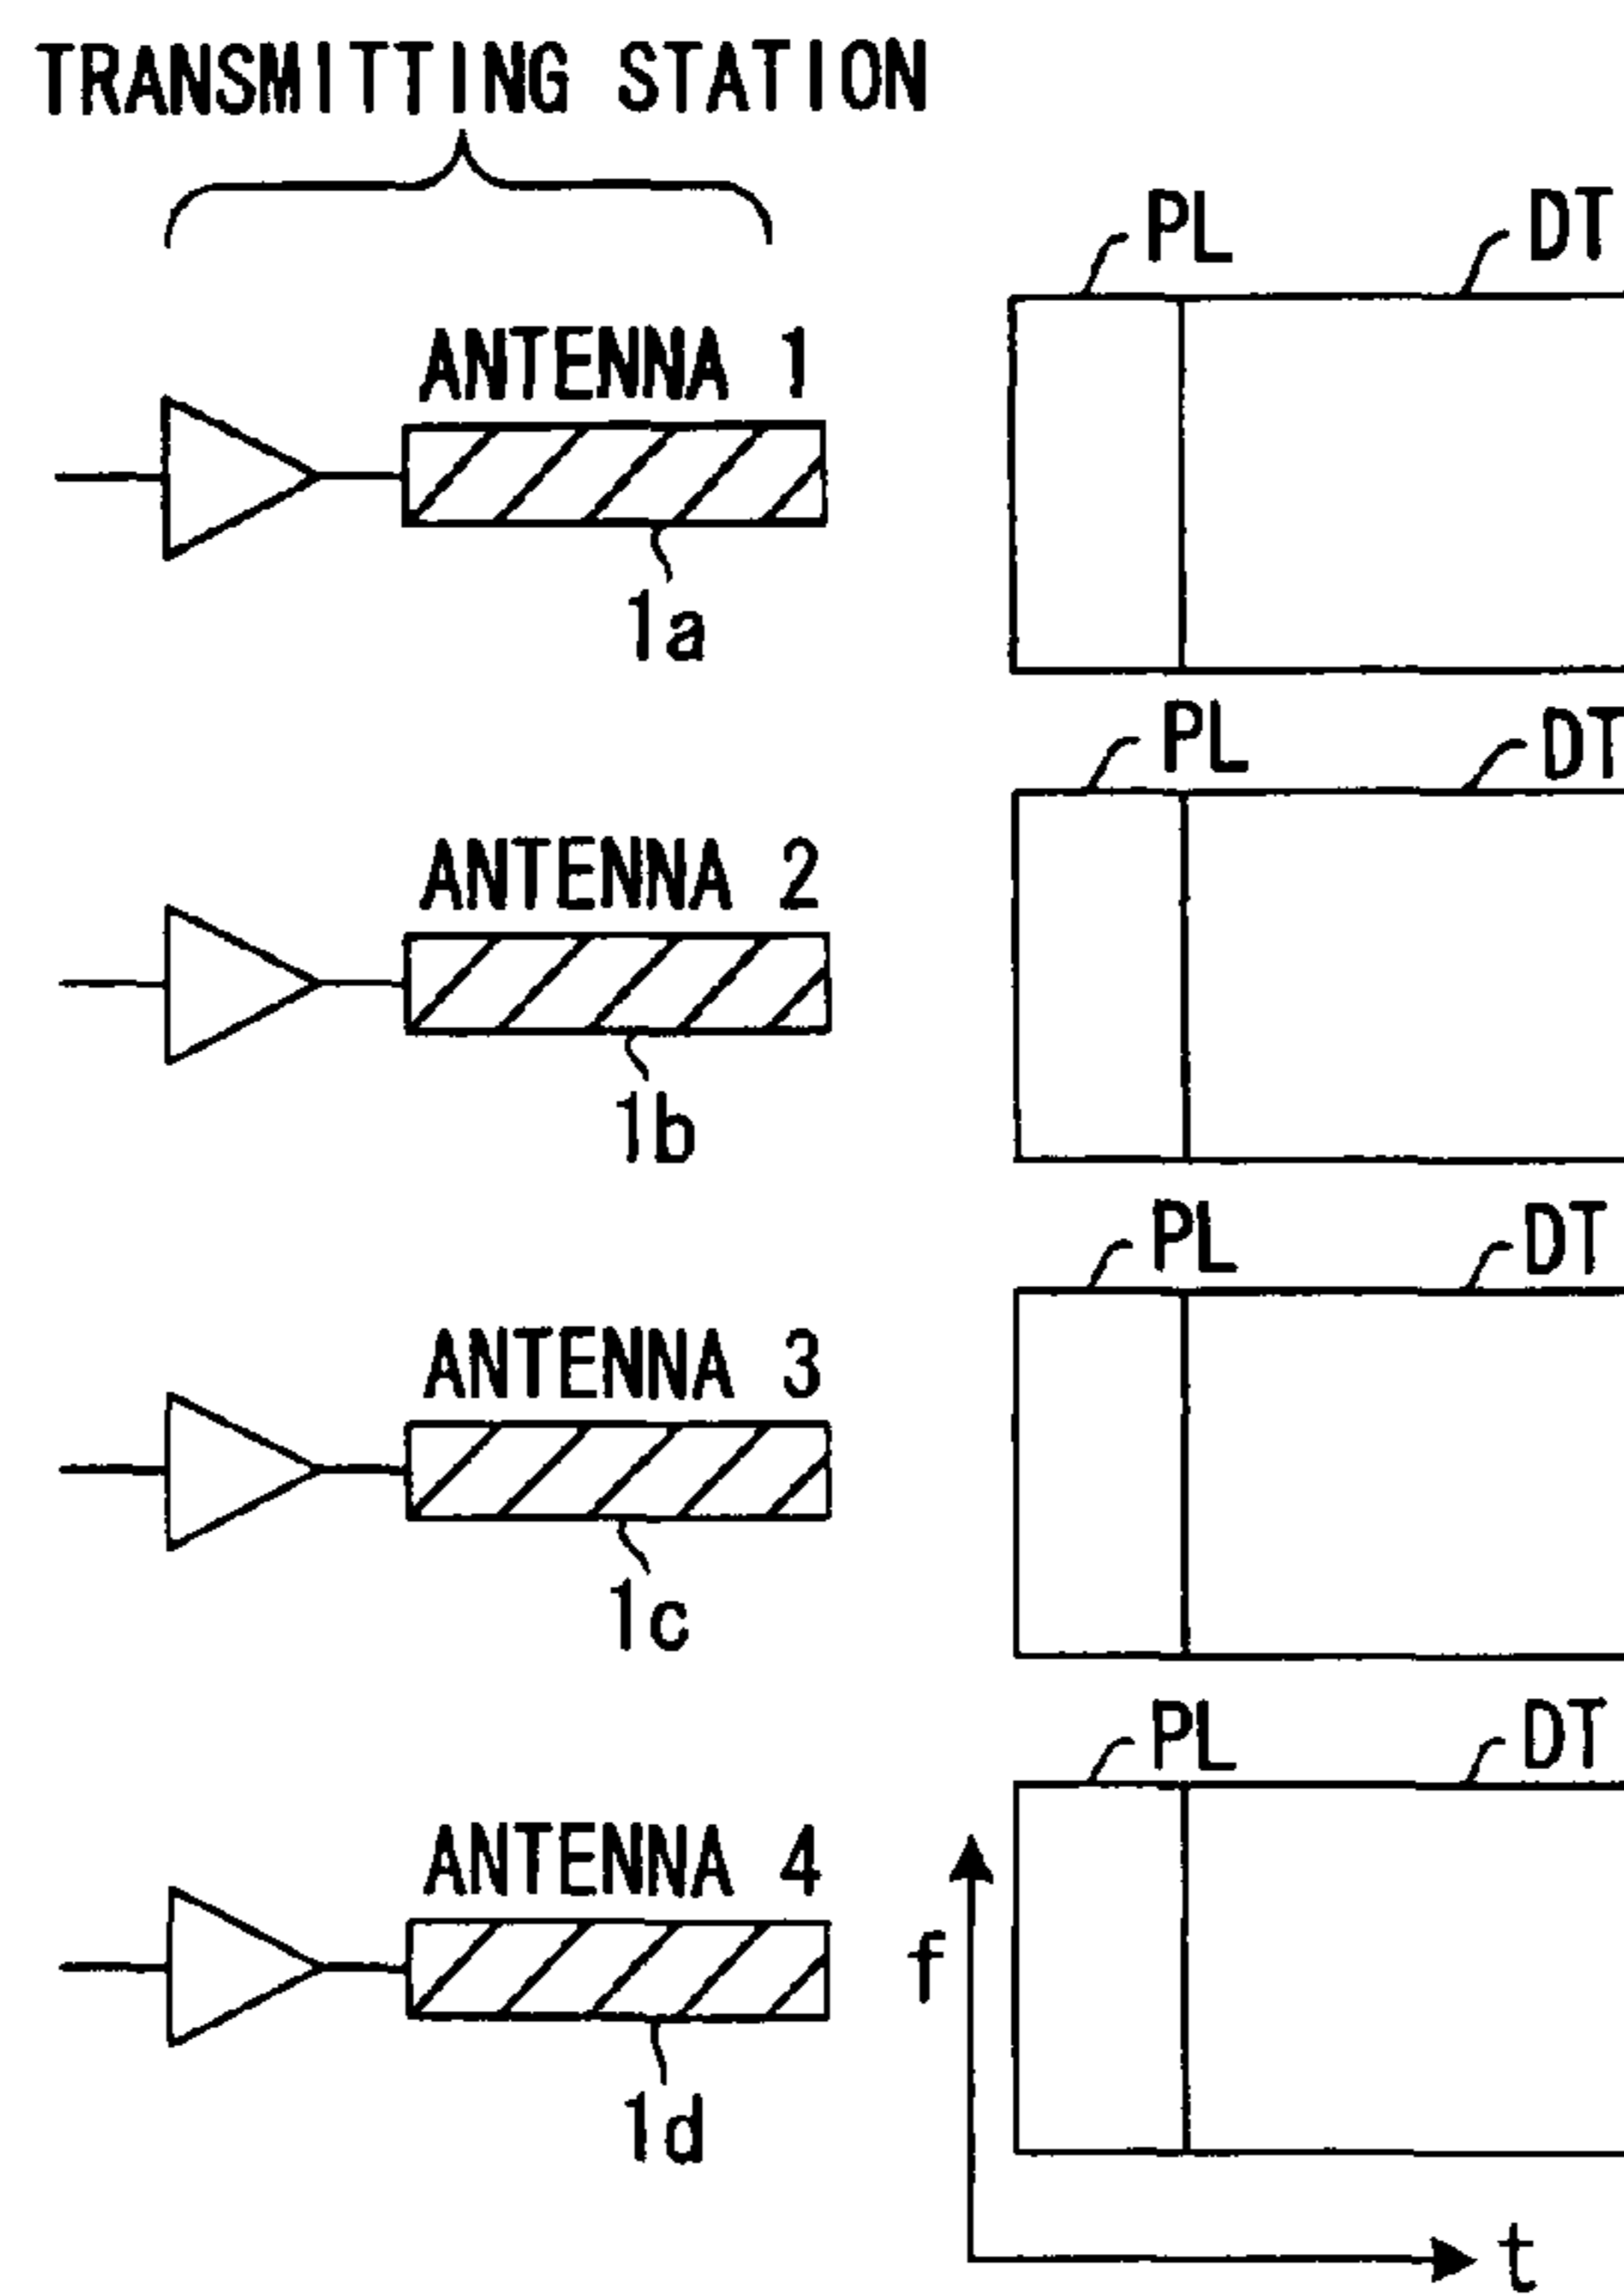 TRANSMITTING STATION
PL DT
ANTENNA 1
1a
PL DT
ANTENNA 2
1b
PL DT
ANTENNA 3
1c
PL DT
ANTENNA 4
f
1d
t